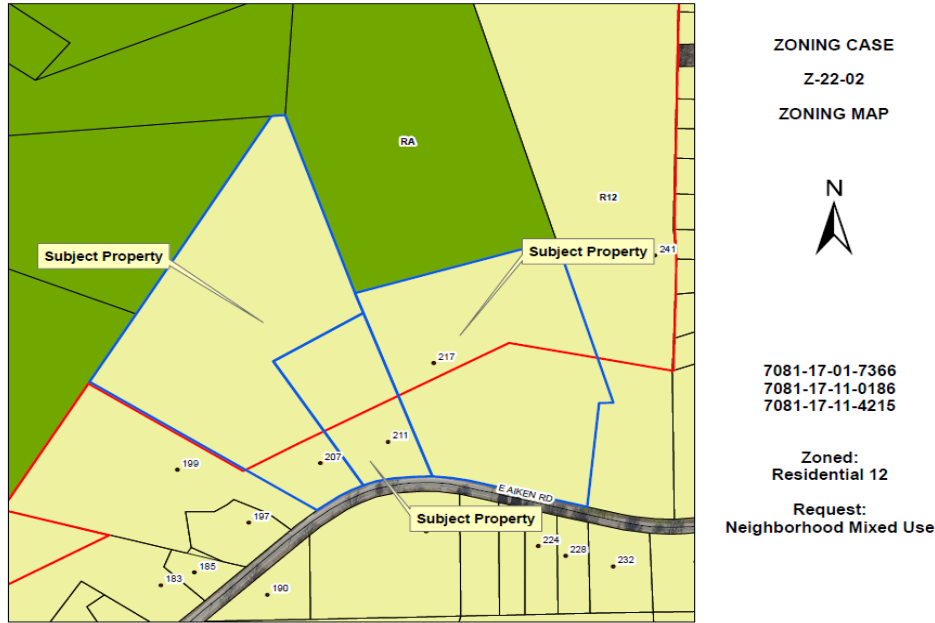 ZONING CASE
Z-22-02
ZONING MAP
N
RA
R12
Subject Property
Subject Property
241
217
211
207
199
E AIKEN RD
Subject Property
197
224
228
232
185
183
190
7081-17-01-7366
7081-17-11-0186
7081-17-11-4215
Zoned:
Residential 12
Request:
Neighborhood Mixed Use